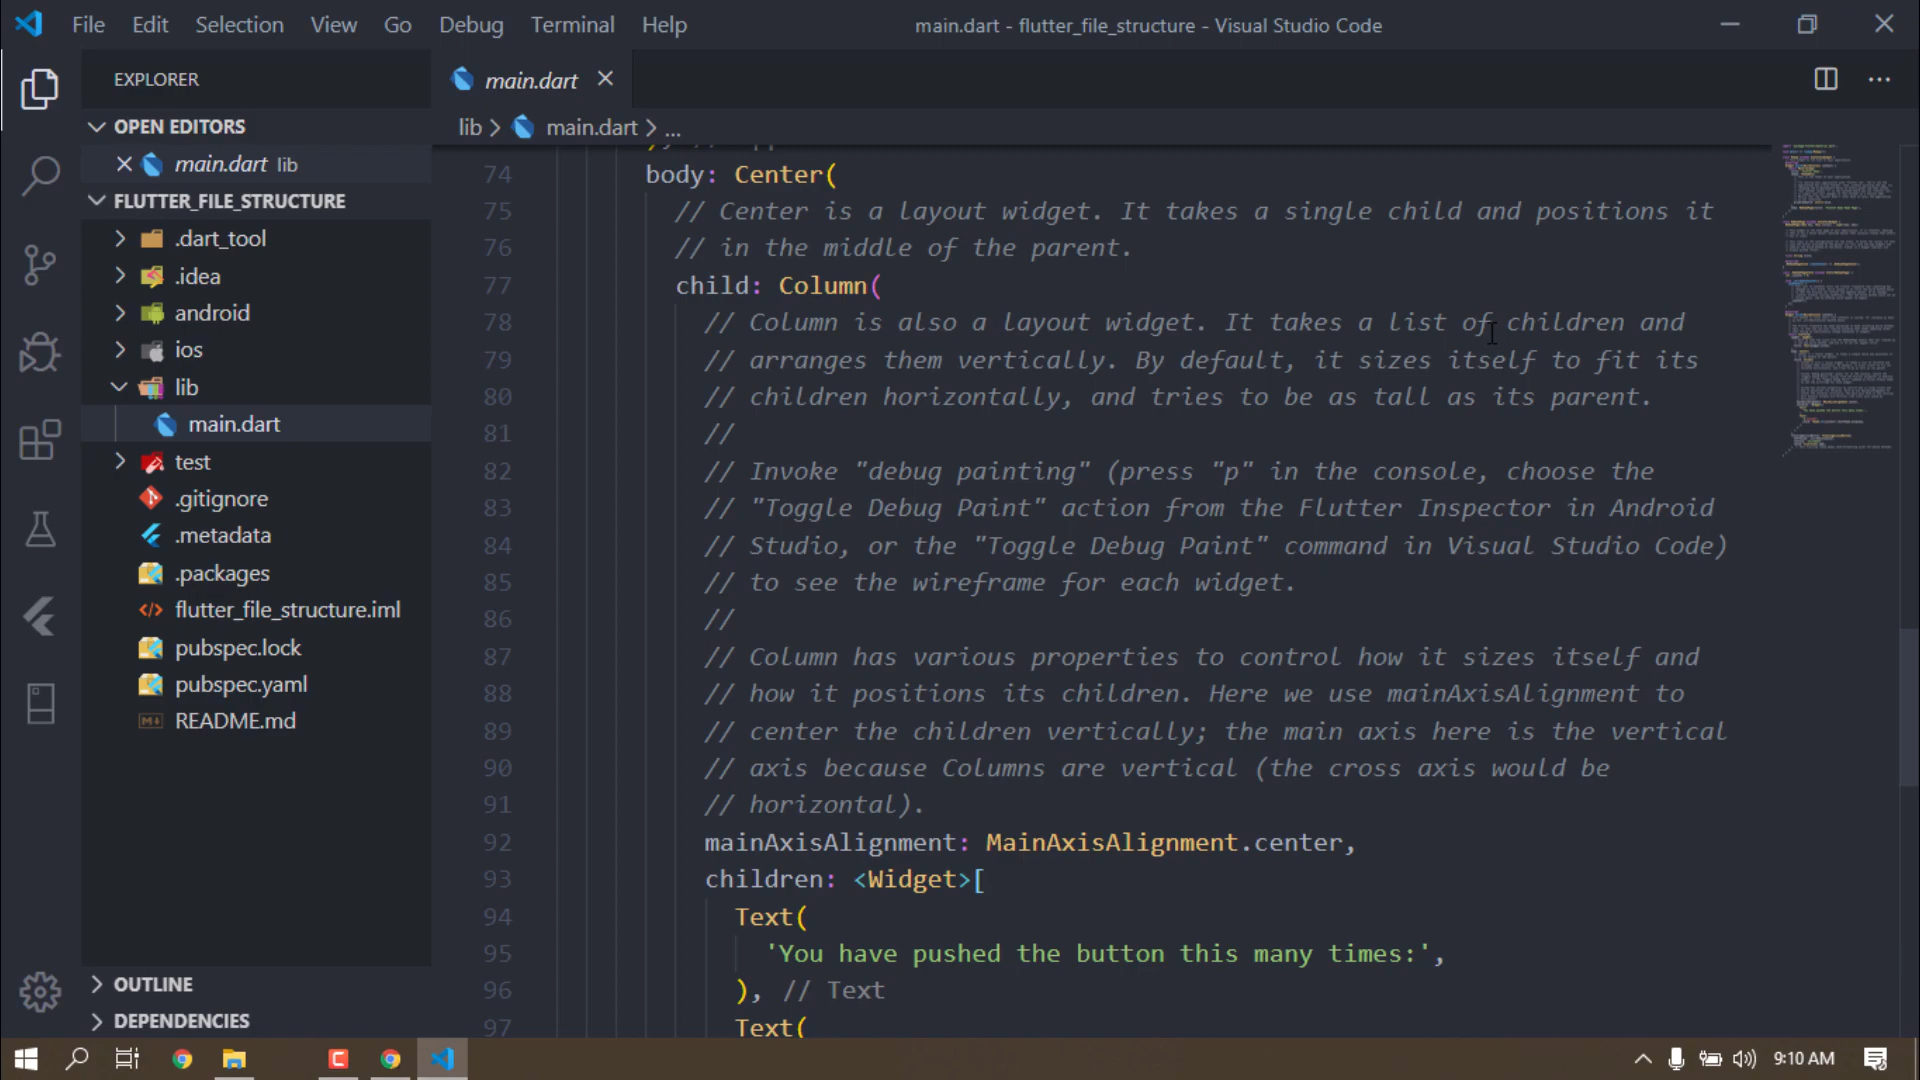 File Edit Selection View Go Debug Terminal Help
main.dart - flutter_file_structure - Visual Studio Code
EXPLORER
OPEN EDITORS
main.dart lib
FLUTTER_FILE_STRUCTURE
.dart_tool
.idea
android
ios
lib
main.dart
test
.gitignore
.metadata
.packages
flutter_file_structure.iml
pubspec.lock
pubspec.yaml
README.md
OUTLINE
DEPENDENCIES
main.dart
lib > main.dart > ...
74 body: Center(
75 // Center is a layout widget. It takes a single child and positions it
76 // in the middle of the parent.
77 child: Column(
78 // Column is also a layout widget. It takes a list of children and
79 // arranges them vertically. By default, it sizes itself to fit its
80 // children horizontally, and tries to be as tall as its parent.
81 //
82 // Invoke "debug painting" (press "p" in the console, choose the
83 // "Toggle Debug Paint" action from the Flutter Inspector in Android
84 // Studio, or the "Toggle Debug Paint" command in Visual Studio Code)
85 // to see the wireframe for each widget.
86 //
87 // Column has various properties to control how it sizes itself and
88 // how it positions its children. Here we use mainAxisAlignment to
89 // center the children vertically; the main axis here is the vertical
90 // axis because Columns are vertical (the cross axis would be
91 // horizontal).
92 mainAxisAlignment: MainAxisAlignment.center,
93 children: <Widget>[
94 Text(
95 'You have pushed the button this many times:',
96 ), // Text
97 Text(
9:10 AM